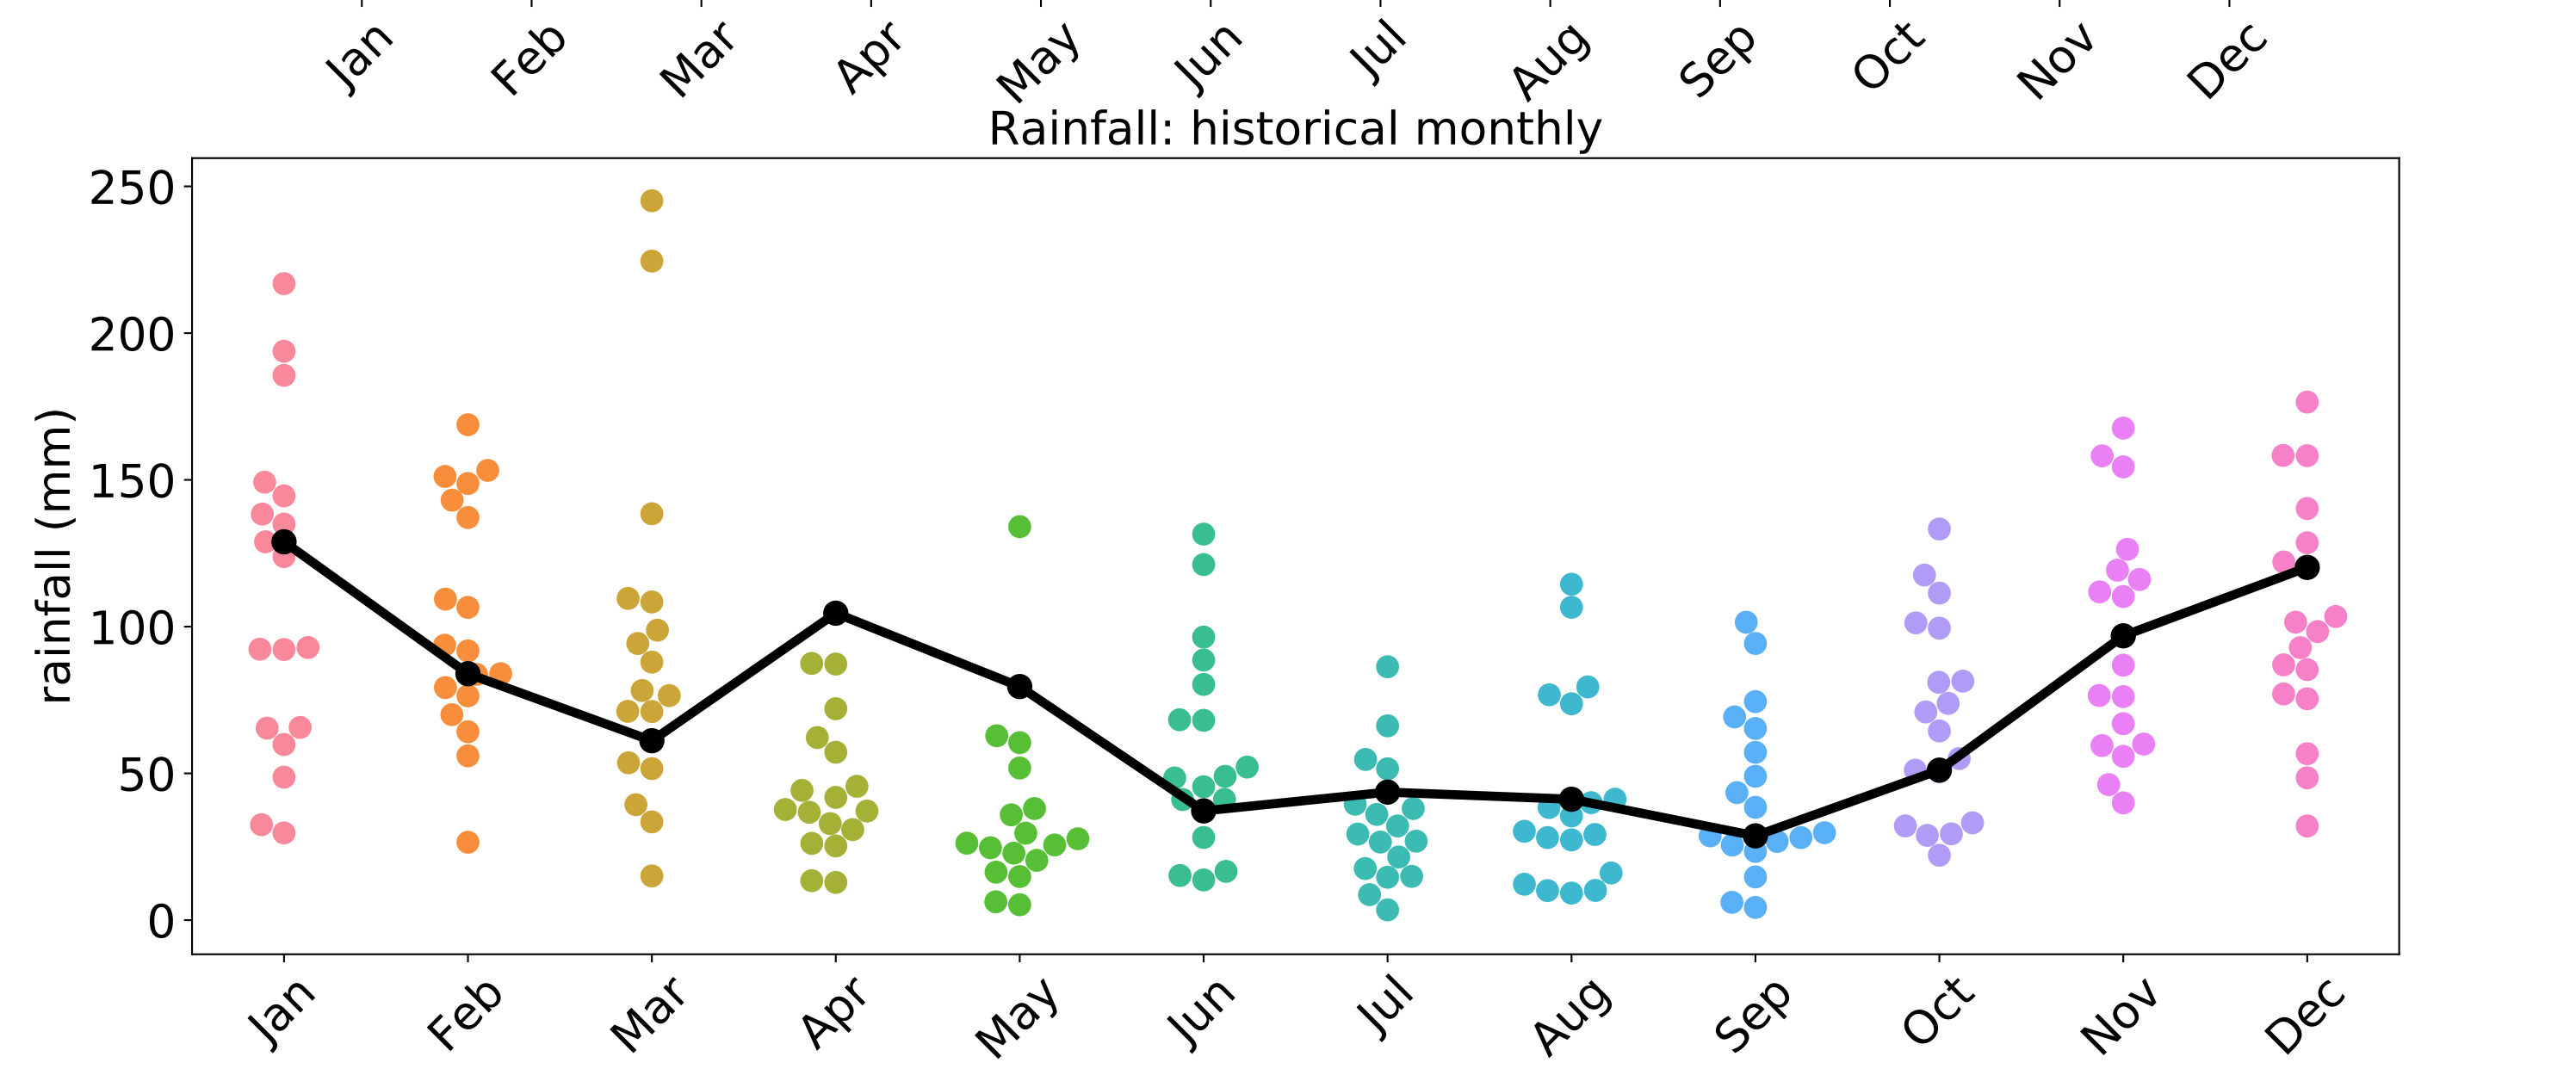 Jan Feb Mar Apr May Jun Jul Aug Sep Oct Nov Dec
Rainfall: historical monthly
250
200
150
100
50
0
rainfall (mm)
Jan Feb Mar Apr May Jun Jul Aug Sep Oct Nov Dec